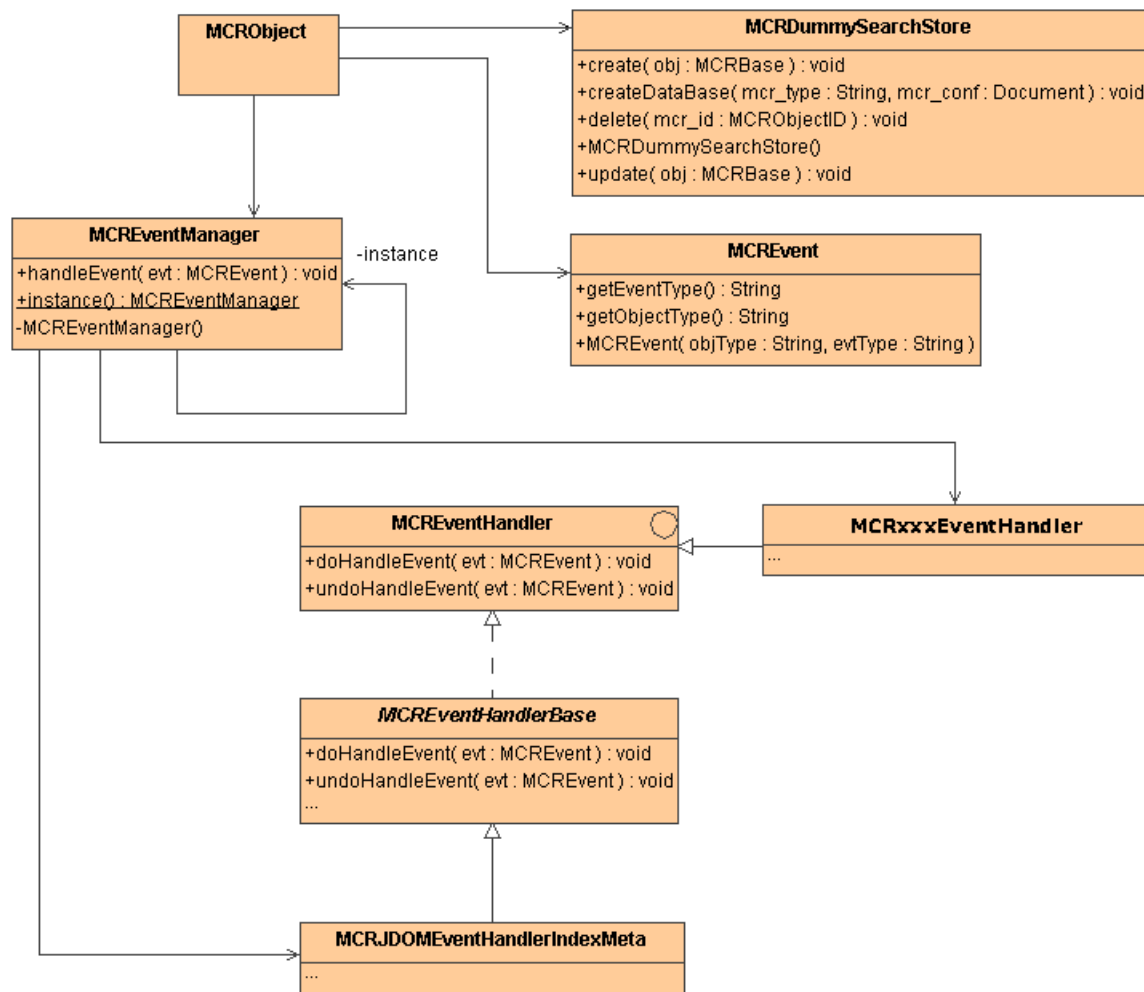 MCRObject
MCRDummySearchStore
+create( obj : MCRBase ) : void
+createDataBase( mcr_type : String, mcr_conf : Document ) : void
+delete( mcr_id : MCRObjectID ) : void
+MCRDummySearchStore()
+update( obj : MCRBase ) : void
MCREventManager
+handleEvent( evt : MCREvent ) : void
+instance() : MCREventManager
-MCREventManager()
-instance
MCREvent
+getEventType() : String
+getObjectType() : String
+MCREvent( objType : String, evtType : String )
MCREventHandler
+doHandleEvent( evt : MCREvent ) : void
+undoHandleEvent( evt : MCREvent ) : void
MCRxxxEventHandler
...
MCREventHandlerBase
+doHandleEvent( evt : MCREvent ) : void
+undoHandleEvent( evt : MCREvent ) : void
...
MCRJDOMEventHandlerIndexMeta
...